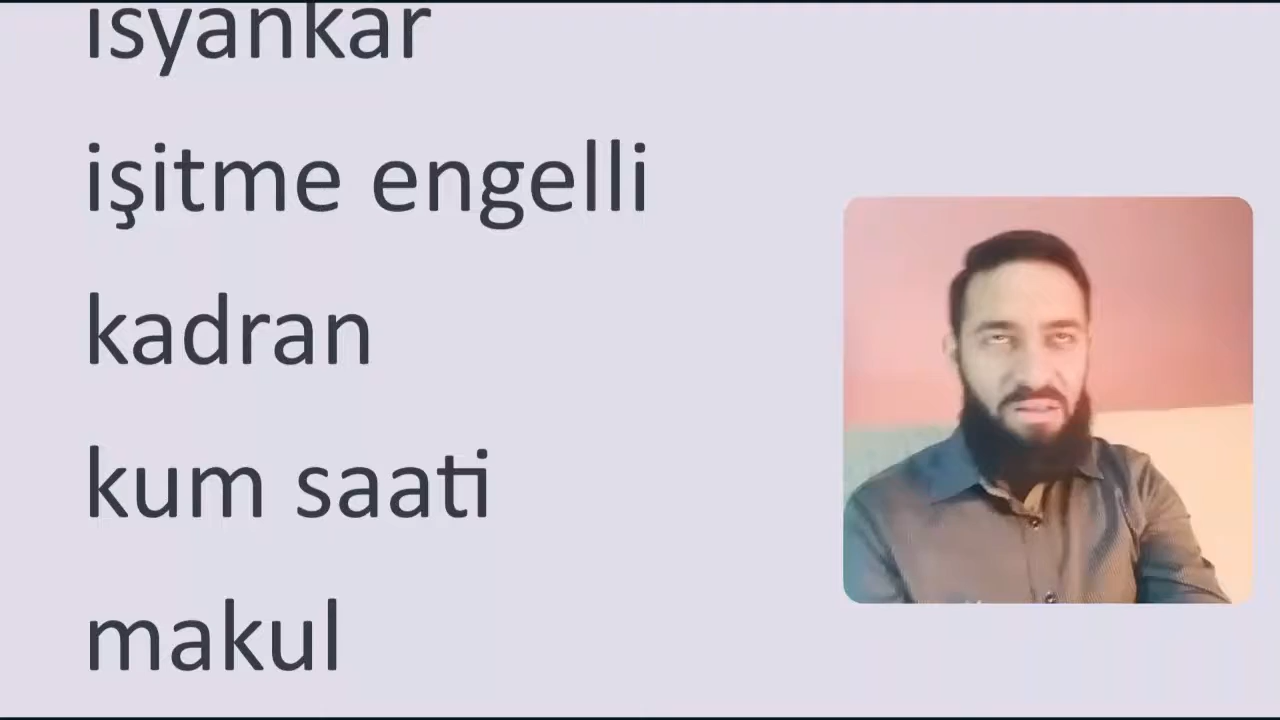 isyankar
işitme engelli
kadran
kum saati
makul